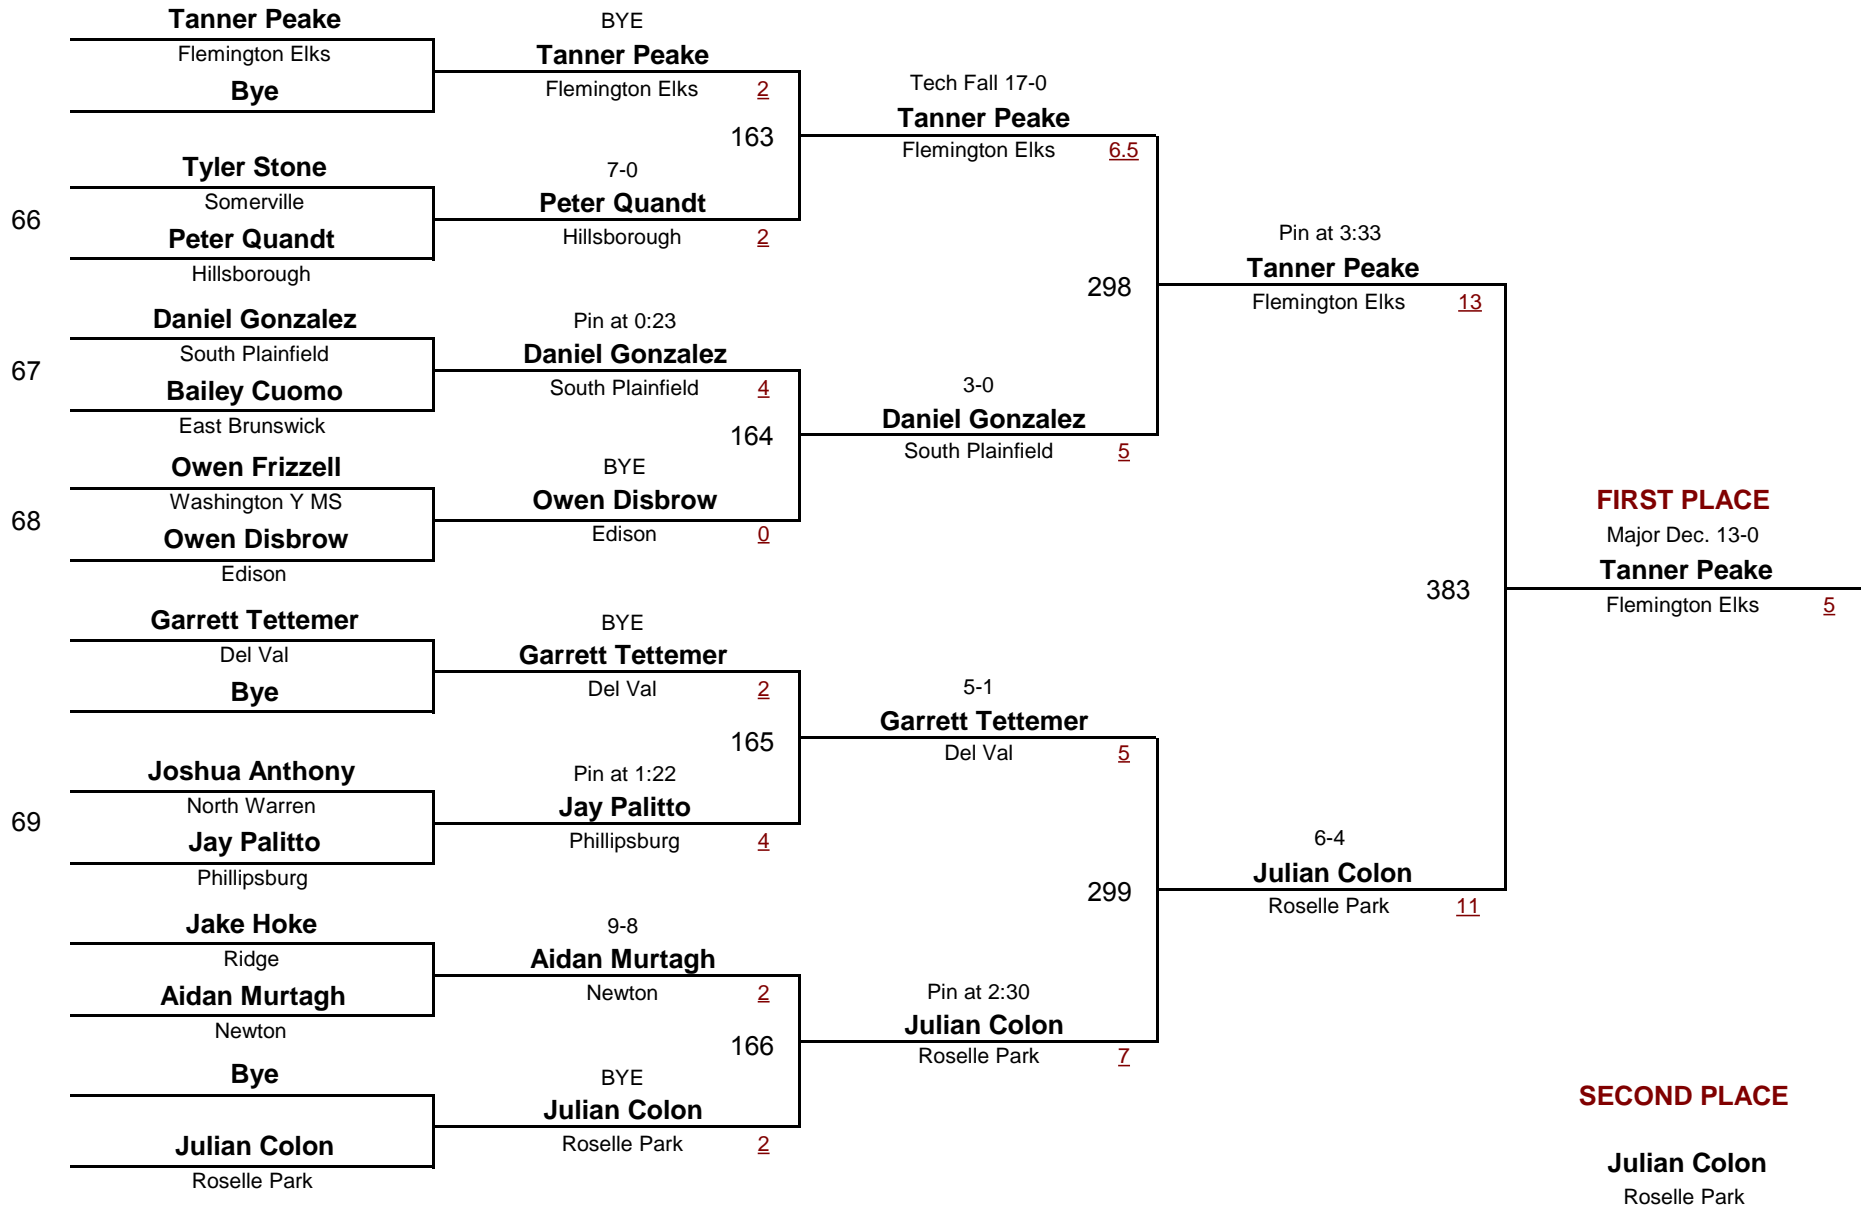 Tanner Peake
Flemington Elks
Bye
66
Tyler Stone
Somerville
Peter Quandt
Hillsborough
67
Daniel Gonzalez
South Plainfield
Bailey Cuomo
East Brunswick
68
Owen Frizzell
Washington Y MS
Owen Disbrow
Edison
Garrett Tettemer
Del Val
Bye
69
Joshua Anthony
North Warren
Jay Palitto
Phillipsburg
Jake Hoke
Ridge
Aidan Murtagh
Newton
Bye
Julian Colon
Roselle Park
BYE
Tanner Peake
Flemington Elks 2
163
7-0
Peter Quandt
Hillsborough 2
Pin at 0:23
Daniel Gonzalez
South Plainfield 4
164
BYE
Owen Disbrow
Edison 0
BYE
Garrett Tettemer
Del Val 2
165
Pin at 1:22
Jay Palitto
Phillipsburg 4
9-8
Aidan Murtagh
Newton 2
166
BYE
Julian Colon
Roselle Park 2
Tech Fall 17-0
Tanner Peake
Flemington Elks 6.5
298
3-0
Daniel Gonzalez
South Plainfield 5
5-1
Garrett Tettemer
Del Val 5
299
Pin at 2:30
Julian Colon
Roselle Park 7
Pin at 3:33
Tanner Peake
Flemington Elks 13
383
6-4
Julian Colon
Roselle Park 11
FIRST PLACE
Major Dec. 13-0
Tanner Peake
Flemington Elks 5
SECOND PLACE
Julian Colon
Roselle Park